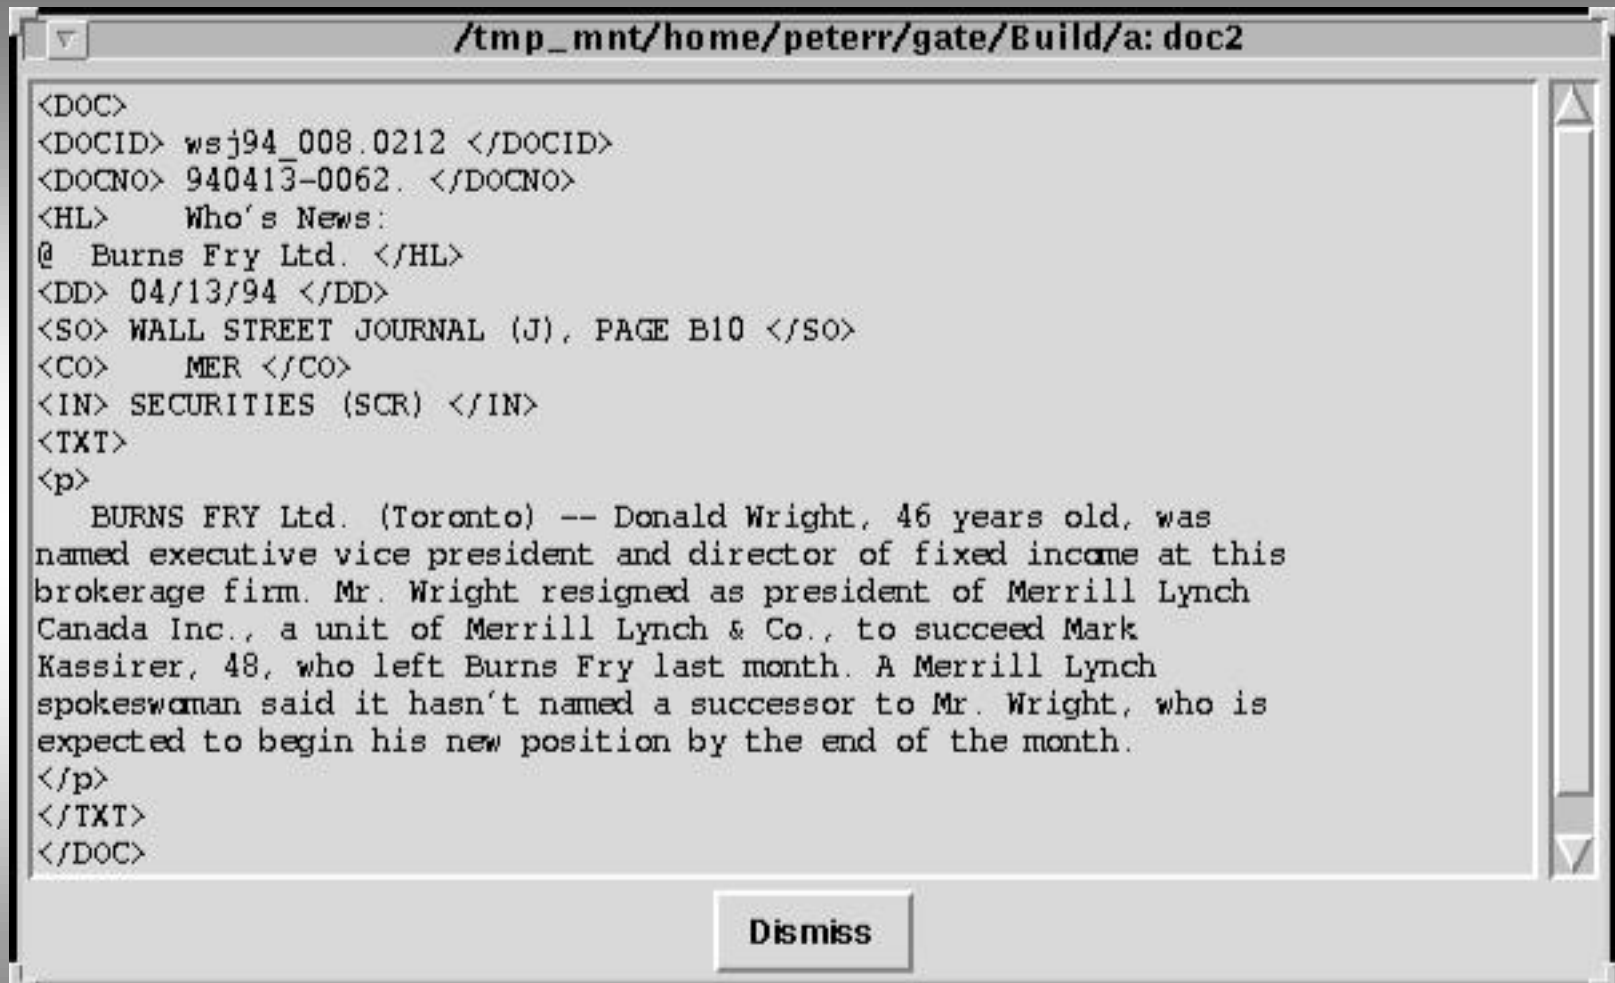 /tmp_mnt/home/peterr/gate/Build/a: doc2
<DOC>
<DOCID> wsj94_008.0212 </DOCID>
<DOCNO> 940413-0062. </DOCNO>
<HL>    Who's News:
@  Burns Fry Ltd. </HL>
<DD> 04/13/94 </DD>
<SO> WALL STREET JOURNAL (J), PAGE B10 </SO>
<CO>    MER </CO>
<IN> SECURITIES (SCR) </IN>
<TXT>
<p>
   BURNS FRY Ltd. (Toronto) -- Donald Wright, 46 years old, was
named executive vice president and director of fixed income at this
brokerage firm. Mr. Wright resigned as president of Merrill Lynch
Canada Inc., a unit of Merrill Lynch & Co., to succeed Mark
Kassirer, 48, who left Burns Fry last month. A Merrill Lynch
spokeswoman said it hasn't named a successor to Mr. Wright, who is
expected to begin his new position by the end of the month.
</p>
</TXT>
</DOC>
Dismiss